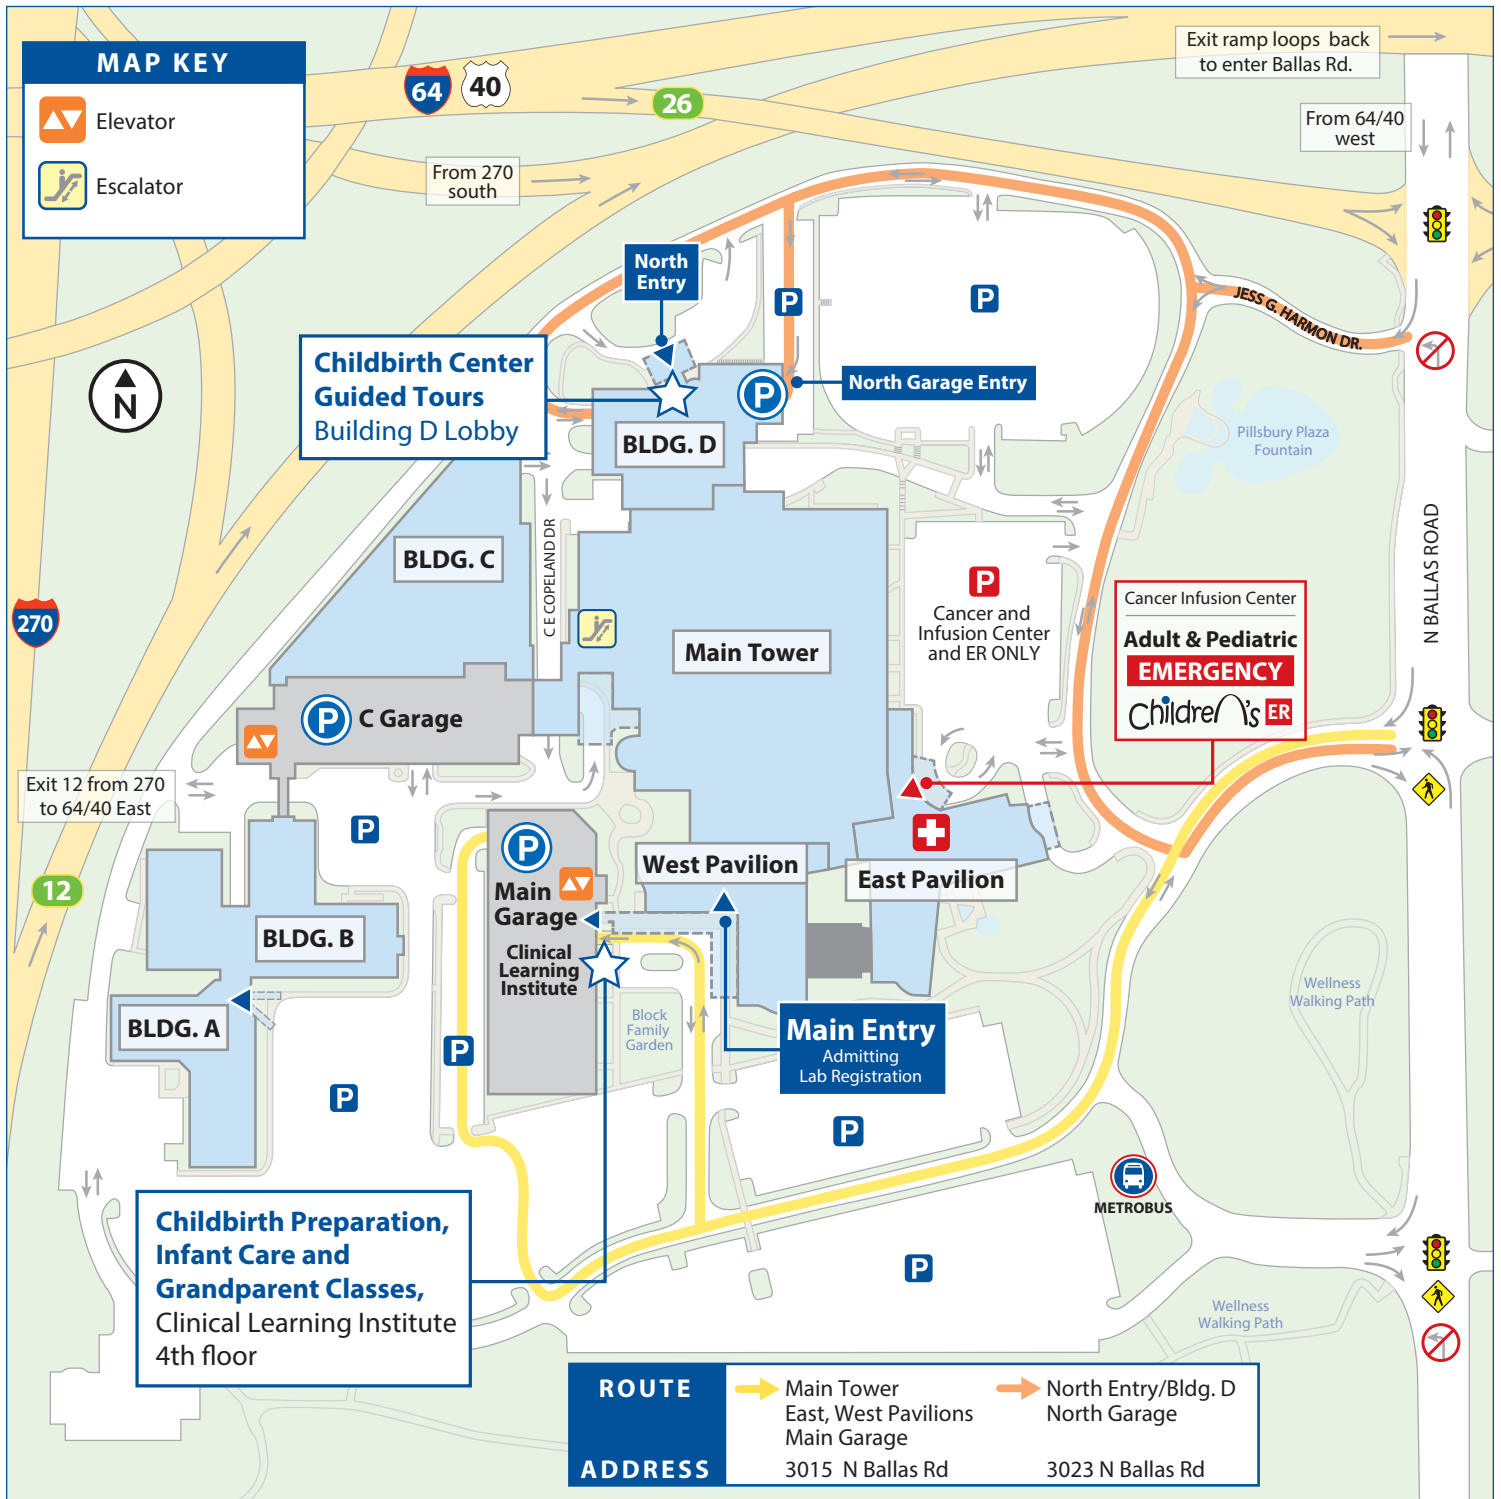 MAP KEY
Elevator
Escalator
64
40
26
Exit ramp loops back
to enter Ballas Rd.
From 64/40
west
From 270
south
North
Entry
P
P
JESS G. HARMON DR.
Childbirth Center
Guided Tours
Building D Lobby
N
P
North Garage Entry
BLDG. D
Pillsbury Plaza
Fountain
N BALLAS ROAD
BLDG. C
C E COPELAND DR
270
P
Cancer and
Infusion Center
and ER ONLY
Cancer Infusion Center
Adult & Pediatric
EMERGENCY
Children's ER
Main Tower
P
C Garage
Exit 12 from 270
to 64/40 East
P
P
West Pavilion
East Pavilion
12
Main
Garage
BLDG. B
Clinical
Learning
Institute
Wellness
Walking Path
BLDG. A
Block
Family
Garden
Main Entry
Admitting
Lab Registration
P
P
P
METROBUS
Childbirth Preparation,
Infant Care and
Grandparent Classes,
Clinical Learning Institute
4th floor
P
Wellness
Walking Path
ROUTE
Main Tower
East, West Pavilions
Main Garage
North Entry/Bldg. D
North Garage
ADDRESS
3015 N Ballas Rd
3023 N Ballas Rd